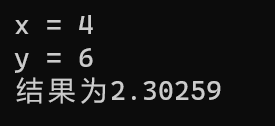 x = 4
y = 6
结果为2.30259